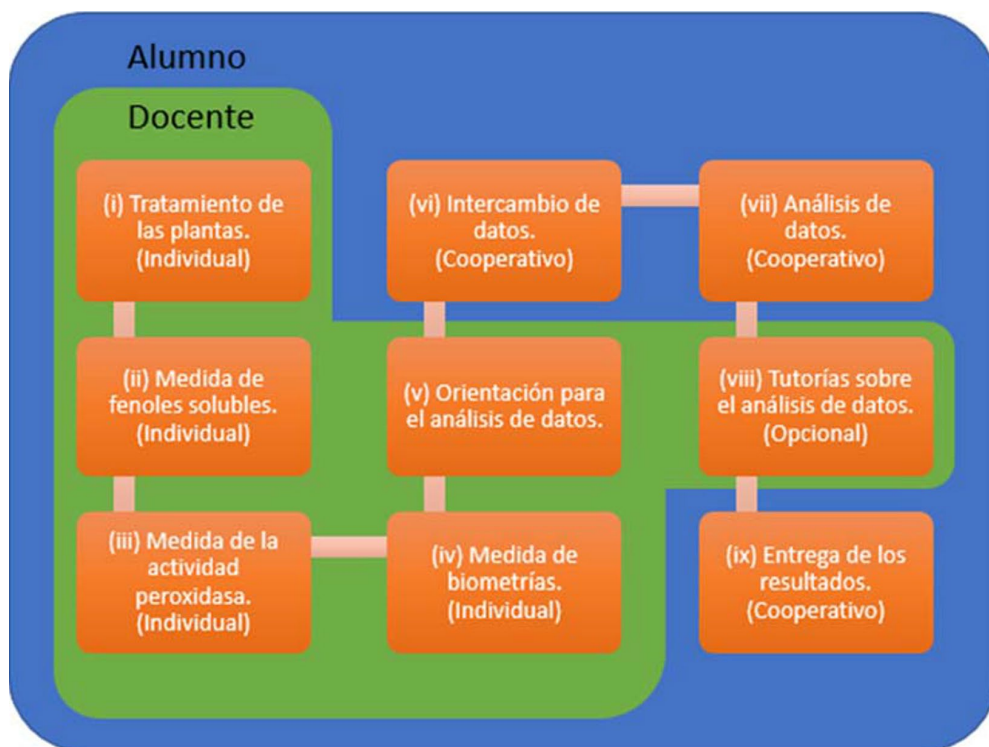 Alumno
Docente
(i) Tratamiento de
las plantas.
(Individual)
(ii) Medida de
fenoles solubles.
(Individual)
(iii) Medida de la
actividad
peroxidasa.
(Individual)
(iv) Medida de
biometrías.
(Individual)
(v) Orientación para
el análisis de datos.
(vi) Intercambio de
datos.
(Cooperativo)
(vii) Análisis de
datos.
(Cooperativo)
(viii) Tutorías sobre
el análisis de datos.
(Opcional)
(ix) Entrega de los
resultados.
(Cooperativo)